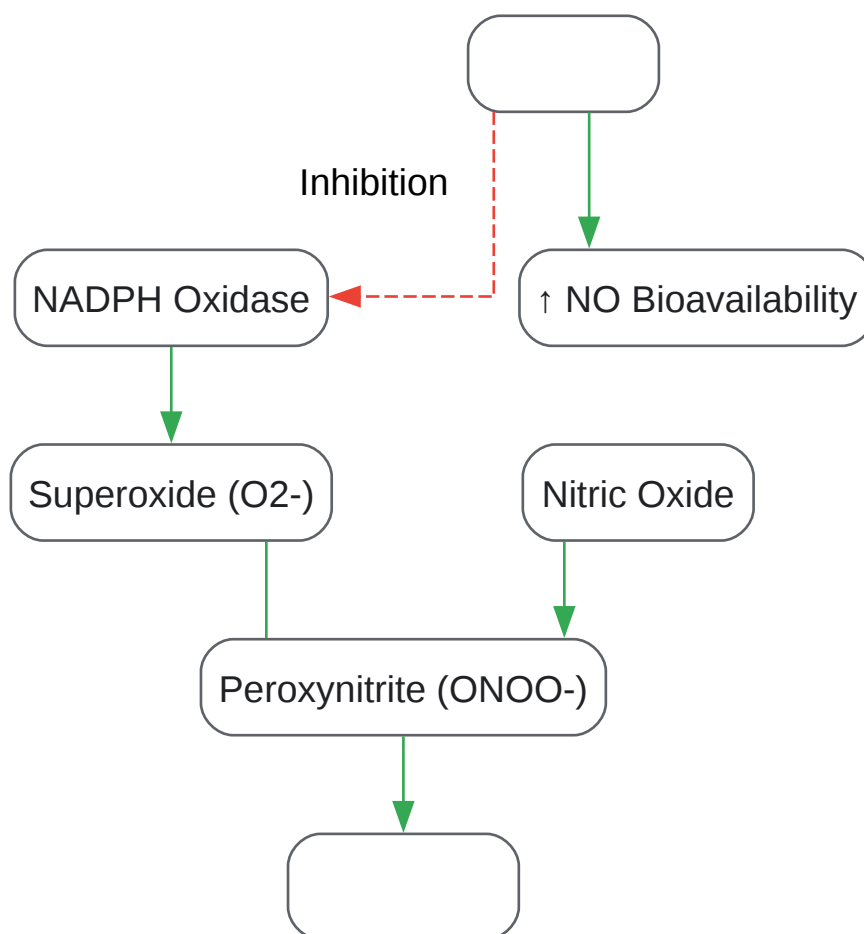 Inhibition
NADPH Oxidase
↑ NO Bioavailability
Superoxide (O2-)
Nitric Oxide
Peroxynitrite (ONOO-)